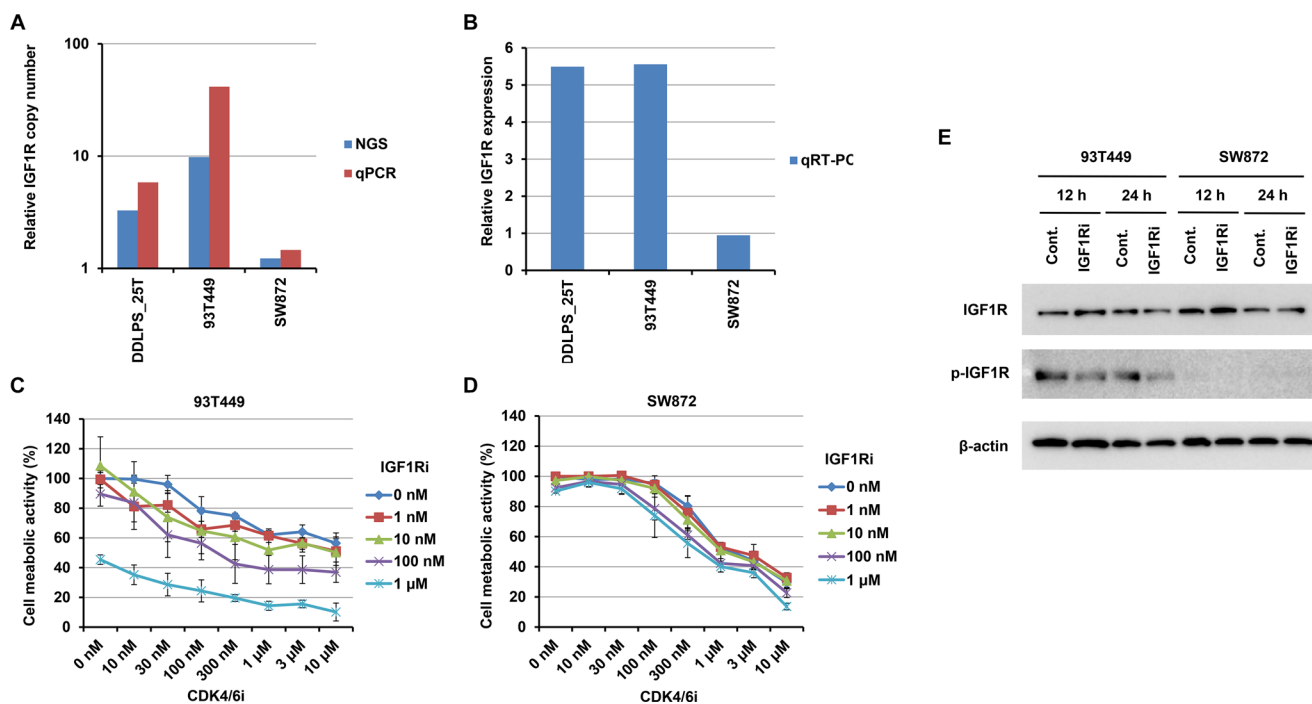 A
Relative IGF1R copy number
100
10
1
DDLPS_25T
93T449
SW872
NGS
qPCR
B
Relative IGF1R expression
6
5
4
3
2
1
0
DDLPS_25T
93T449
SW872
qRT-PC
C
93T449
Cell meabolic activity (%)
140
120
100
80
60
40
20
0
0 nM
10 nM
30 nM
100 nM
300 nM
1 µM
3 µM
10 µM
CDK4/6i
IGF1Ri
0 nM
1 nM
10 nM
100 nM
1 µM
D
SW872
Cell metabolic activity (%)
140
120
100
80
60
40
20
0
0 nM
10 nM
30 nM
100 nM
300 nM
1 µM
3 µM
10 µM
CDK4/6i
IGF1Ri
0 nM
1 nM
10 nM
100 nM
1 µM
E
93T449 SW872
12 h 24 h 12 h 24 h
Cont. IGF1Ri Cont. IGF1Ri Cont. IGF1Ri Cont. IGF1Ri
IGF1R
p-IGF1R
β-actin